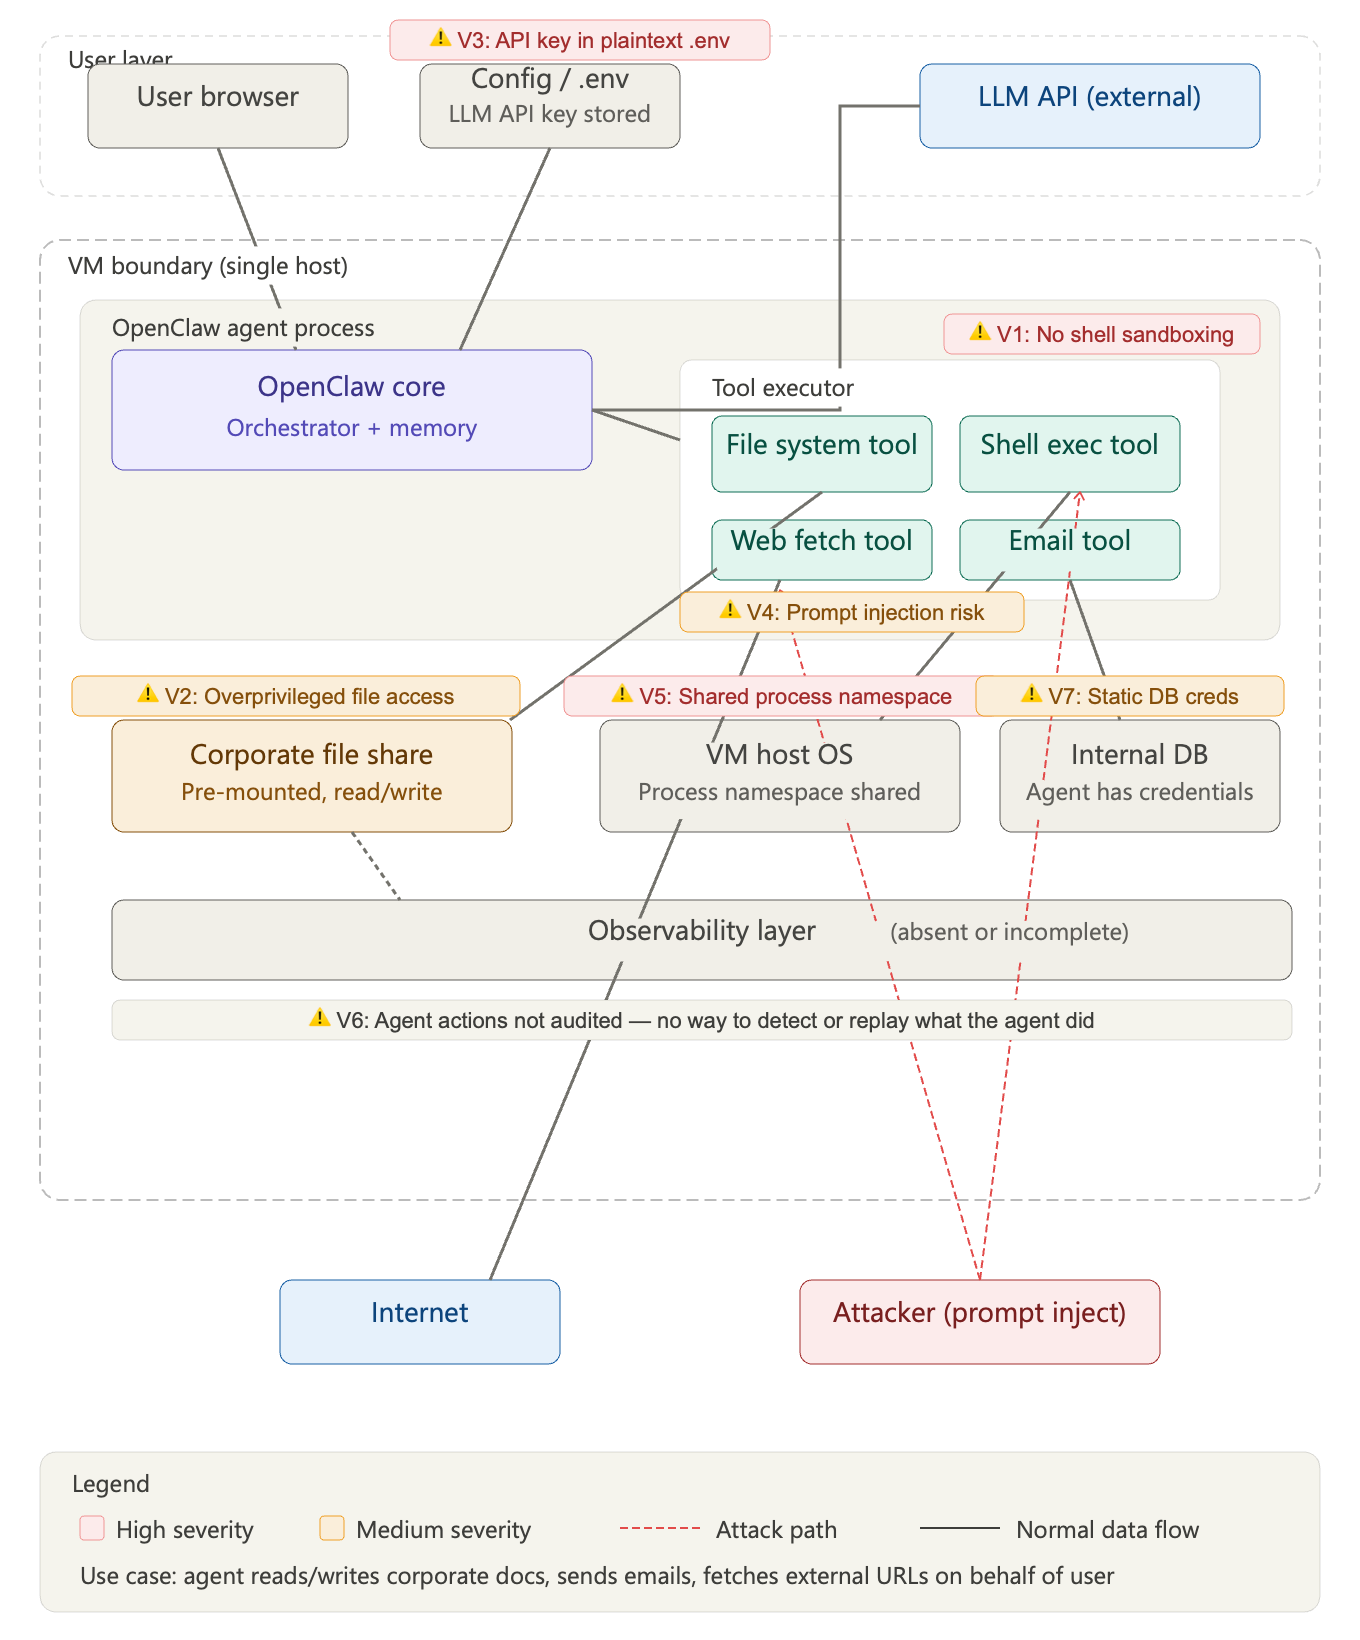 ⚠ V3: API key in plaintext .env
User layer
User browser
Config / .env
LLM API key stored
LLM API (external)
VM boundary (single host)
OpenClaw agent process
⚠ V1: No shell sandboxing
OpenClaw core
Orchestrator + memory
Tool executor
File system tool
Shell exec tool
Web fetch tool
Email tool
⚠ V4: Prompt injection risk
⚠ V2: Overprivileged file access
⚠ V5: Shared process namespace
⚠ V7: Static DB creds
Corporate file share
Pre-mounted, read/write
VM host OS
Process namespace shared
Internal DB
Agent has credentials
Observability layer (absent or incomplete)
⚠ V6: Agent actions not audited — no way to detect or replay what the agent did
Internet
Attacker (prompt inject)
Legend
High severity
Medium severity
Attack path
Normal data flow
Use case: agent reads/writes corporate docs, sends emails, fetches external URLs on behalf of user